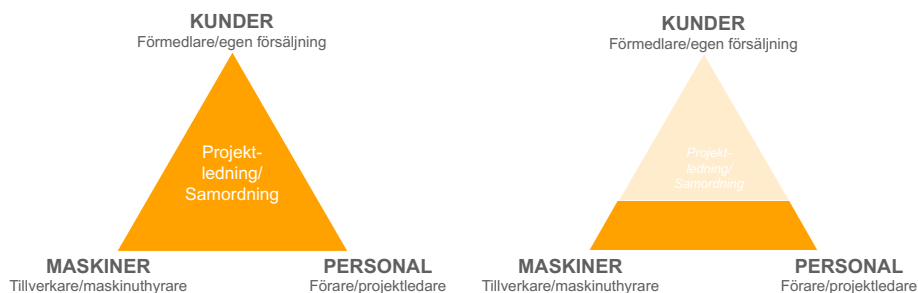 KUNDER
Förmedlare/egen försäljning
Projekt-
ledning/
Samordning
MASKINER
Tillverkare/maskinuthyrare
PERSONAL
Förare/projektledare
KUNDER
Förmedlare/egen försäljning
Projekt-
ledning/
Samordning
MASKINER
Tillverkare/maskinuthyrare
PERSONAL
Förare/projektledare